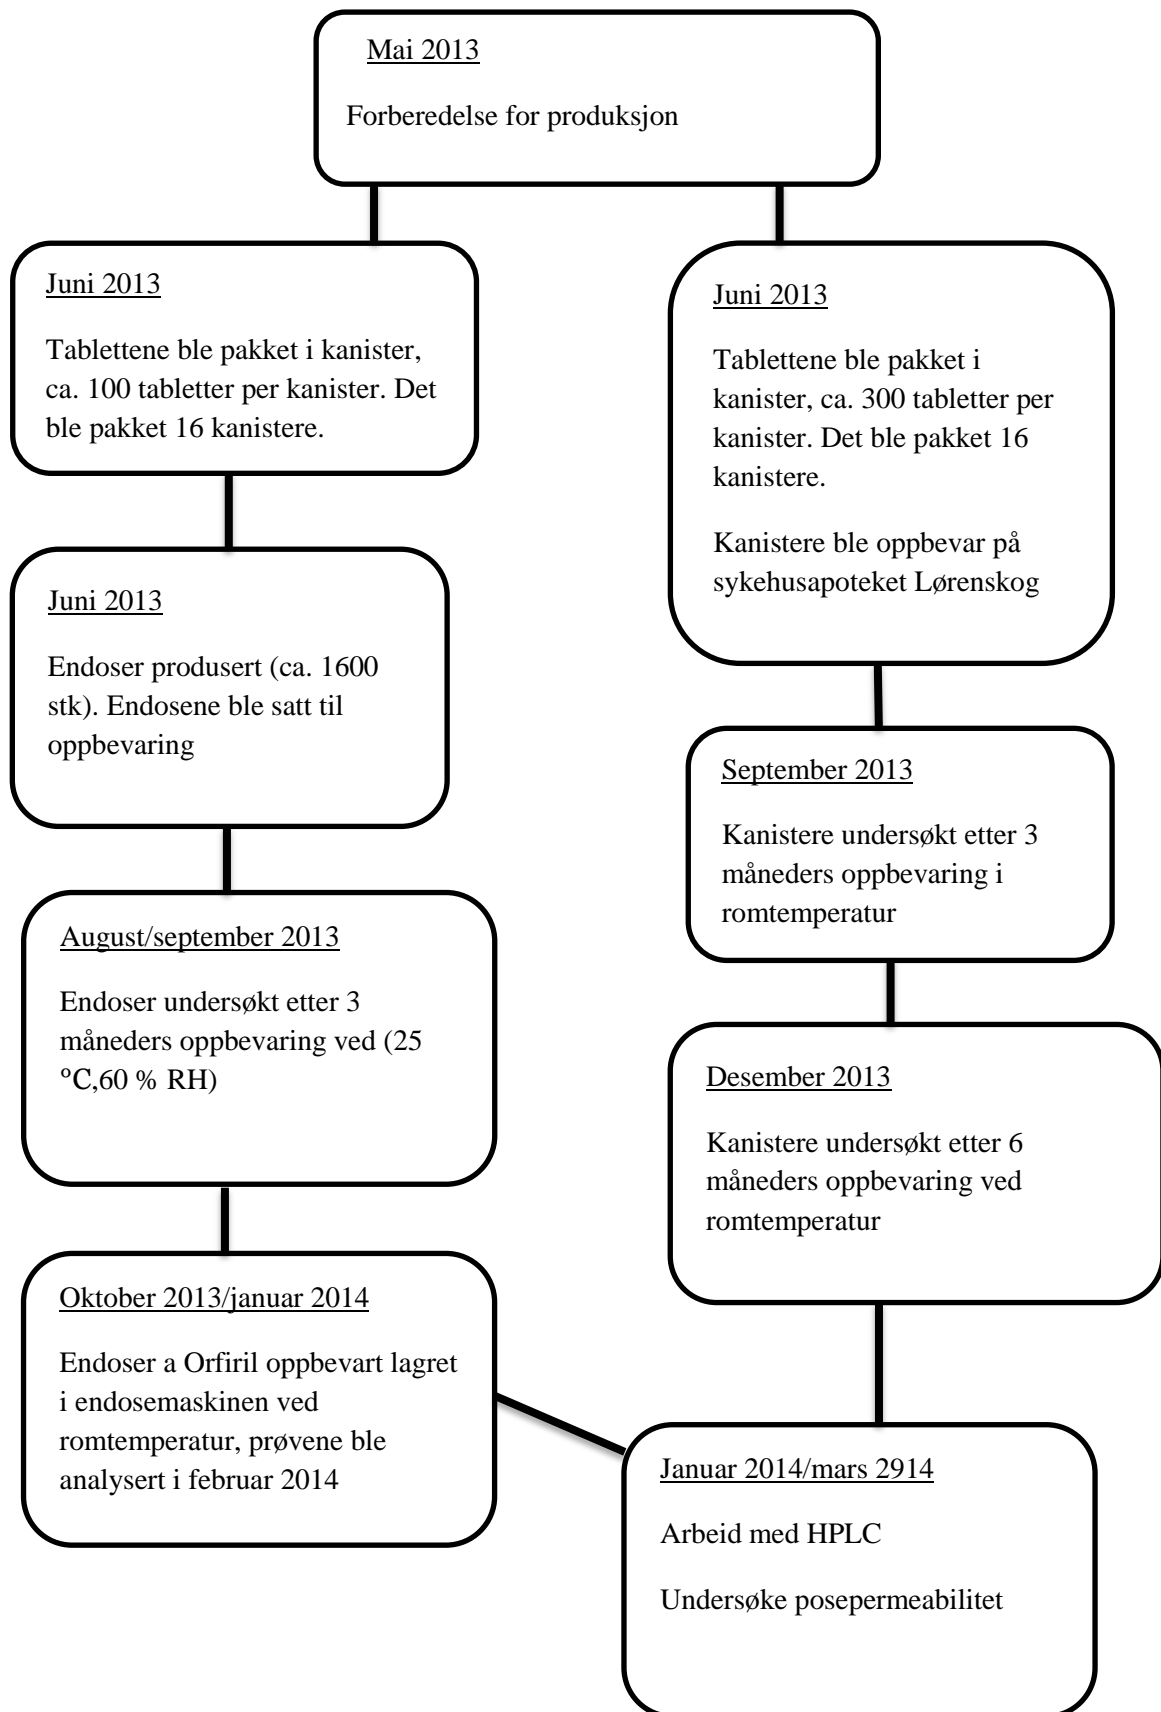 Mai 2013
Forberedelse for produksjon
Juni 2013
Tablettene ble pakket i kanister,
ca. 100 tabletter per kanister. Det
ble pakket 16 kanistere.
Juni 2013
Endoser produsert (ca. 1600
stk). Endosene ble satt til
oppbevaring
August/september 2013
Endoser undersøkt etter 3
måneders oppbevaring ved (25
°C,60 % RH)
Oktober 2013/januar 2014
Endoser a Orfiril oppbevart lagret
i endosemaskinen ved
romtemperatur, prøvene ble
analysert i februar 2014
Juni 2013
Tablettene ble pakket i
kanister, ca. 300 tabletter per
kanister. Det ble pakket 16
kanistere.
Kanistere ble oppbevar på
sykehusapoteket Lørenskog
September 2013
Kanistere undersøkt etter 3
måneders oppbevaring i
romtemperatur
Desember 2013
Kanistere undersøkt etter 6
måneders oppbevaring ved
romtemperatur
Januar 2014/mars 2914
Arbeid med HPLC
Undersøke posepermeabilitet